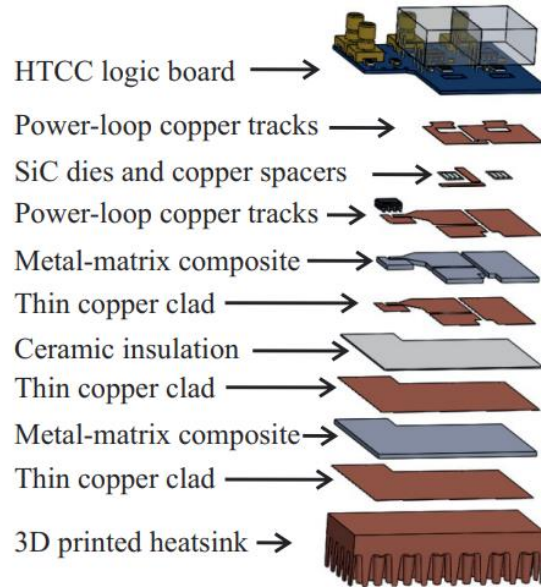 HTCC logic board
Power-loop copper tracks
SiC dies and copper spacers
Power-loop copper tracks
Metal-matrix composite
Thin copper clad
Ceramic insulation
Thin copper clad
Metal-matrix composite
Thin copper clad
3D printed heatsink